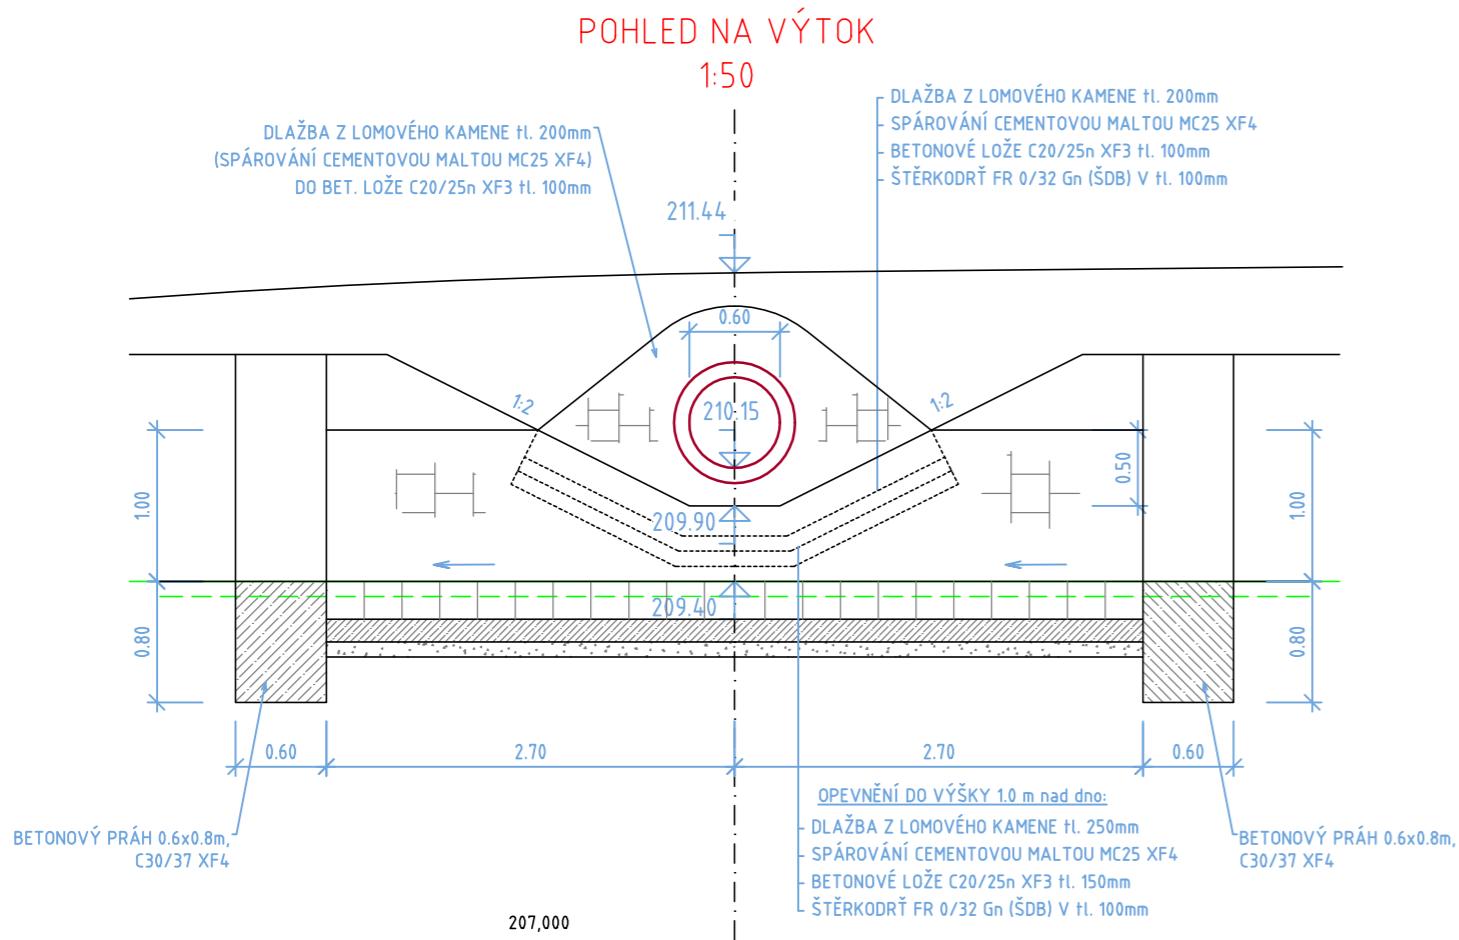 POHLED NA VÝTOK
1:50
DLAŽBA Z LOMOVÉHO KAMENE tl. 200mm
(SPÁROVÁNÍ CEMENTOVOU MALTOU MC25 XF4)
DO BET. LOŽE C20/25n XF3 tl. 100mm
DLAŽBA Z LOMOVÉHO KAMENE tl. 200mm
SPÁROVÁNÍ CEMENTOVOU MALTOU MC25 XF4
BETONOVÉ LOŽE C20/25n XF3 tl. 100mm
ŠTĚRKODRŤ FR 0/32 Gn (ŠDB) V tl. 100mm
211.44
0.60
1:2
210.15
1:2
0.50
1.00
1.00
209.90
209.40
0.80
0.80
0.60
2.70
2.70
0.60
OPEVNĚNÍ DO VÝŠKY 1.0 m nad dno:
DLAŽBA Z LOMOVÉHO KAMENE tl. 250mm
SPÁROVÁNÍ CEMENTOVOU MALTOU MC25 XF4
BETONOVÉ LOŽE C20/25n XF3 tl. 150mm
ŠTĚRKODRŤ FR 0/32 Gn (ŠDB) V tl. 100mm
BETONOVÝ PRÁH 0.6x0.8m,
C30/37 XF4
BETONOVÝ PRÁH 0.6x0.8m,
C30/37 XF4
207,000